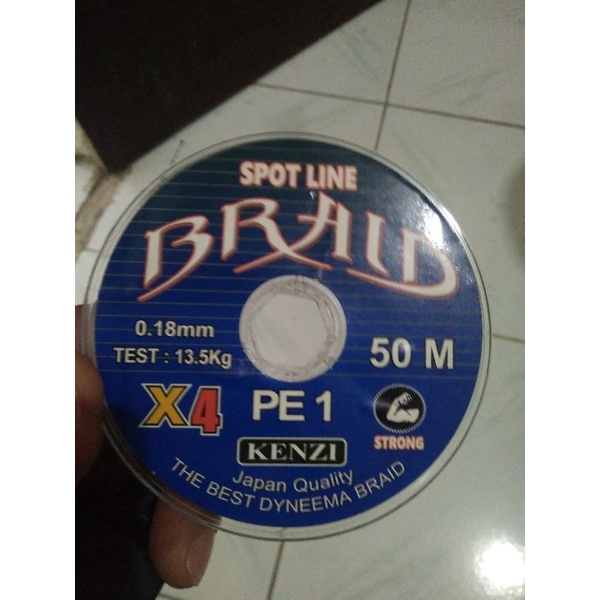 SPOT LINE
BRAID
0.18mm
TEST : 13.5Kg
50 M
X4
PE 1
STRONG
KENZI
Japan Quality
THE BEST DYNEEMA BRAID